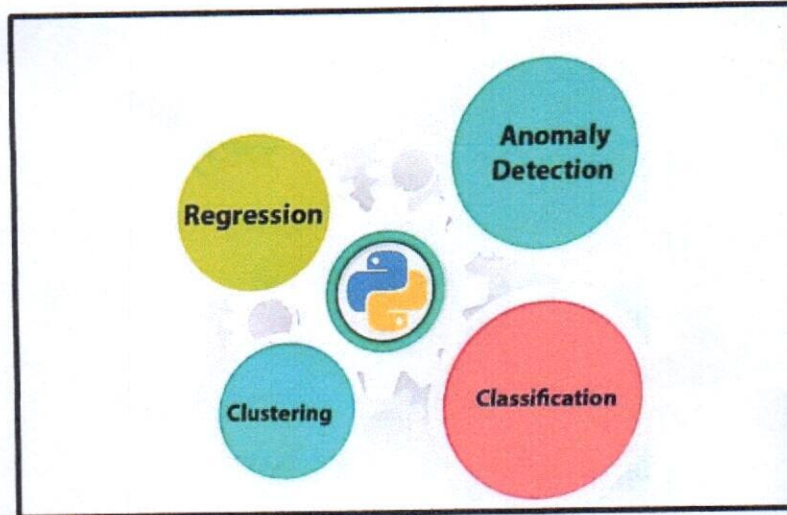 Anomaly
Detection
Regression
Clustering
Classification